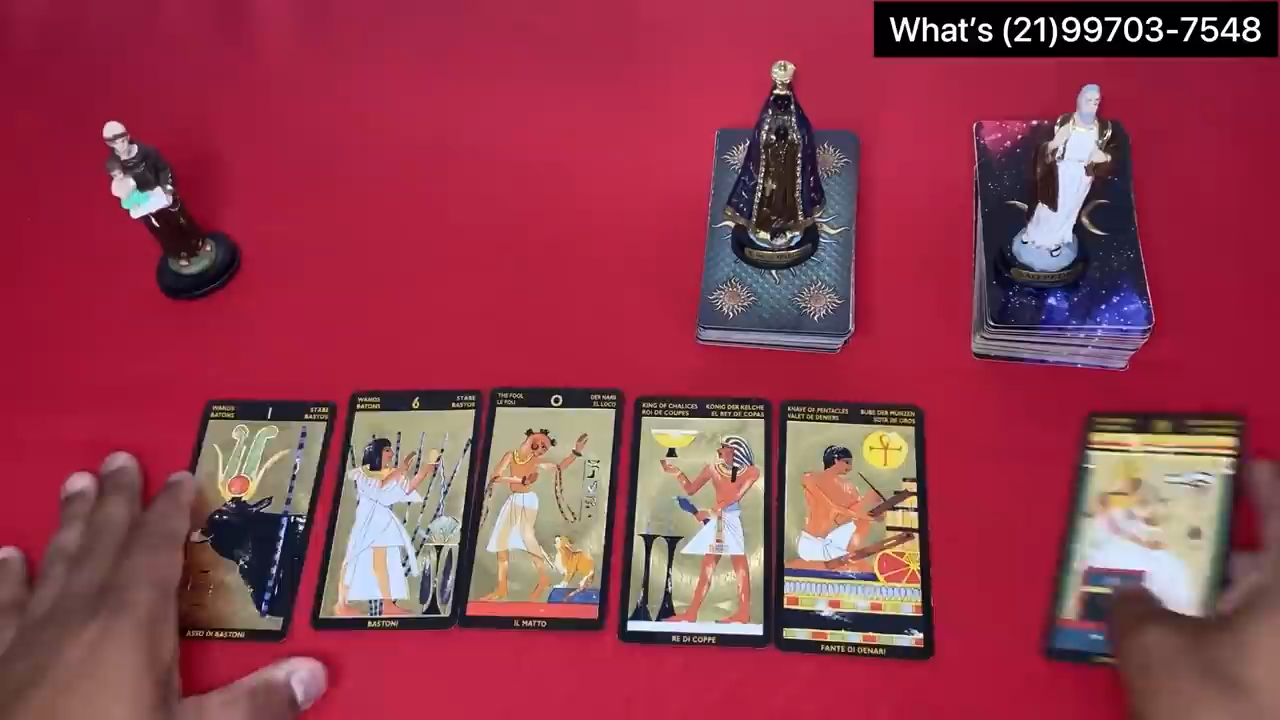 What's (21)99703-7548
WANDS
BATONS
1
STÄBE
BASTOS
ASSO DI BASTONI
WANDS
BATONS
6
STÄBE
BASTOS
BASTONI
THE FOOL
LE FOU
0
DER NARR
EL LOCO
IL MATTO
KING OF CHALICES
ROI DE COUPES
KÖNIG DER KELCHE
EL REY DE COPAS
RE DI COPPE
KNAVE OF PENTACLES
VALET DE DENIERS
BUBE DER MÜNZEN
SOTA DE OROS
FANTE DI DENARI